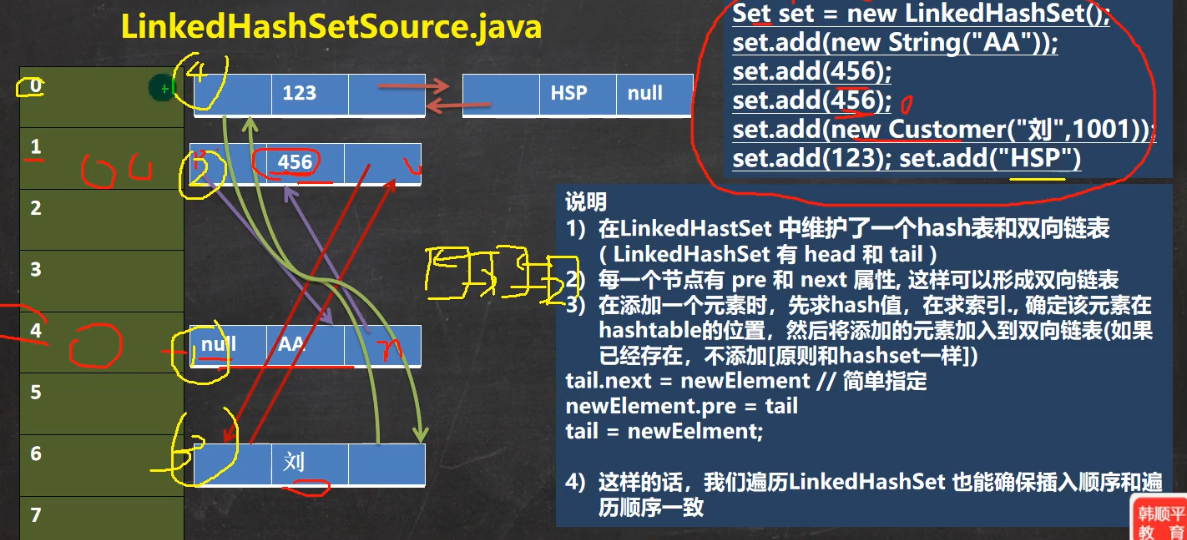 LinkedHashSetSource.java
Set set = new LinkedHashSet();
set.add(new String("AA"));
set.add(456);
set.add(456);
set.add(new Customer("刘",1001));
set.add(123); set.add("HSP")
0
4
123
HSP
null
1
2
456
2
3
4
1
null
AA
n
5
6
3
刘
7
说明
1) 在LinkedHastSet 中维护了一个hash表和双向链表
( LinkedHashSet 有 head 和 tail )
2) 每一个节点有 pre 和 next 属性, 这样可以形成双向链表
3) 在添加一个元素时，先求hash值，在求索引., 确定该元素在
hashtable的位置，然后将添加的元素加入到双向链表(如果
已经存在，不添加[原则和hashset一样])
tail.next = newElement // 简单指定
newElement.pre = tail
tail = newEelment;
4) 这样的话，我们遍历LinkedHashSet 也能确保插入顺序和遍
历顺序一致
韩顺平
教育